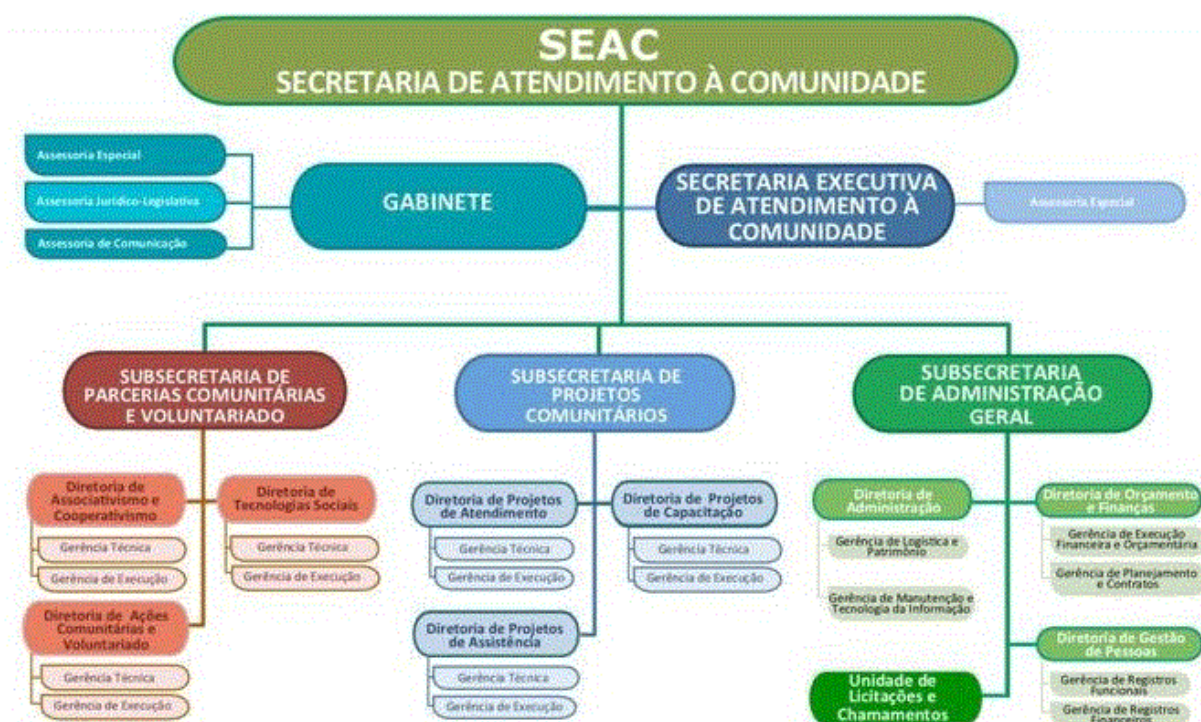 SEAC
SECRETARIA DE ATENDIMENTO À COMUNIDADE
Assessoria Especial
Assessoria Jurídico-Legislativa
Assessoria de Comunicação
GABINETE
SECRETARIA EXECUTIVA
DE ATENDIMENTO À
COMUNIDADE
Assessoria Especial
SUBSECRETARIA DE
PARCERIAS COMUNITÁRIAS
E VOLUNTARIADO
SUBSECRETARIA DE
PROJETOS
COMUNITÁRIOS
SUBSECRETARIA
DE ADMINISTRAÇÃO
GERAL
Diretoria de
Associativismo e
Cooperativismo
Gerência Técnica
Gerência de Execução
Diretoria de
Tecnologias Sociais
Gerência Técnica
Gerência de Execução
Diretoria de Ações
Comunitárias e
Voluntariado
Gerência Técnica
Gerência de Execução
Diretoria de Projetos
de Atendimento
Gerência Técnica
Gerência de Execução
Diretoria de Projetos
de Capacitação
Gerência Técnica
Gerência de Execução
Diretoria de Projetos
de Assistência
Gerência Técnica
Gerência de Execução
Diretoria de
Administração
Gerência de Logística e
Patrimônio
Gerência de Manutenção e
Tecnologia da Informação
Diretoria de Orçamento
e Finanças
Gerência de Execução
Financeira e Orçamentária
Gerência de Planejamento
e Contratos
Diretoria de Gestão
de Pessoas
Gerência de Registros
Funcionais
Gerência de Registros
Financeiros
Unidade de
Licitações e
Chamamentos